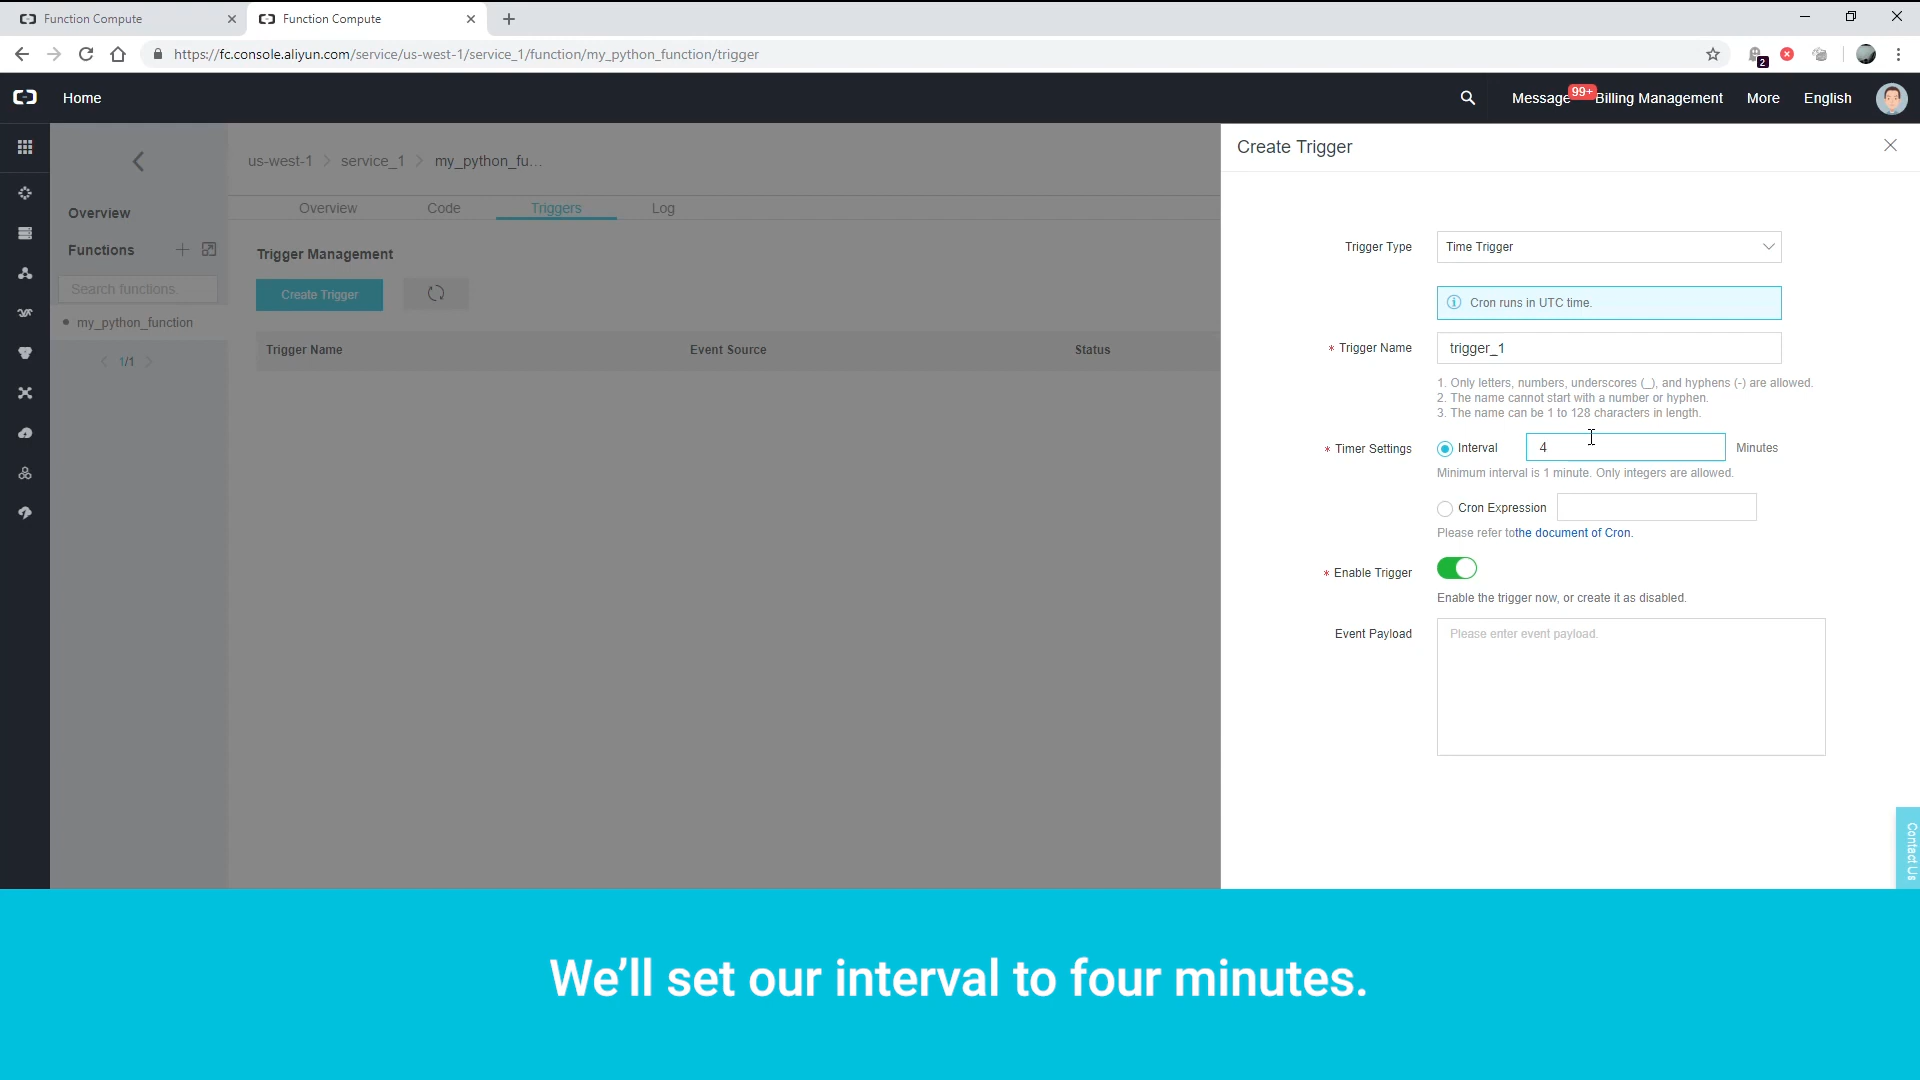 Function Compute
Function Compute
https://fc.console.aliyun.com/service/us-west-1/service_1/function/my_python_function/trigger
2
Home
Message 99+
Billing Management
More
English
us-west-1 > service_1 > my_python_fu...
Overview
Functions
Search functions.
my_python_function
1/1
Overview
Code
Triggers
Log
Trigger Management
Create Trigger
Trigger Name
Event Source
Status
Create Trigger
Trigger Type
Time Trigger
Cron runs in UTC time.
* Trigger Name
trigger_1
1. Only letters, numbers, underscores (_), and hyphens (-) are allowed.
2. The name cannot start with a number or hyphen.
3. The name can be 1 to 128 characters in length.
* Timer Settings
Interval
4
Minutes
Minimum interval is 1 minute. Only integers are allowed.
Cron Expression
Please refer tothe document of Cron.
* Enable Trigger
Enable the trigger now, or create it as disabled.
Event Payload
Please enter event payload.
Contact Us
We’ll set our interval to four minutes.